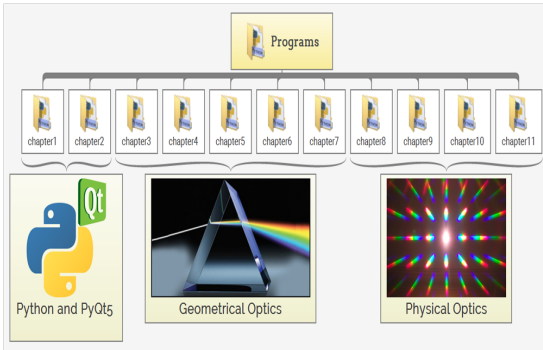 Programs
chapter1 chapter2 chapter3 chapter4 chapter5 chapter6 chapter7 chapter8 chapter9 chapter10 chapter11
Qt
Python and PyQt5
Geometrical Optics
Physical Optics